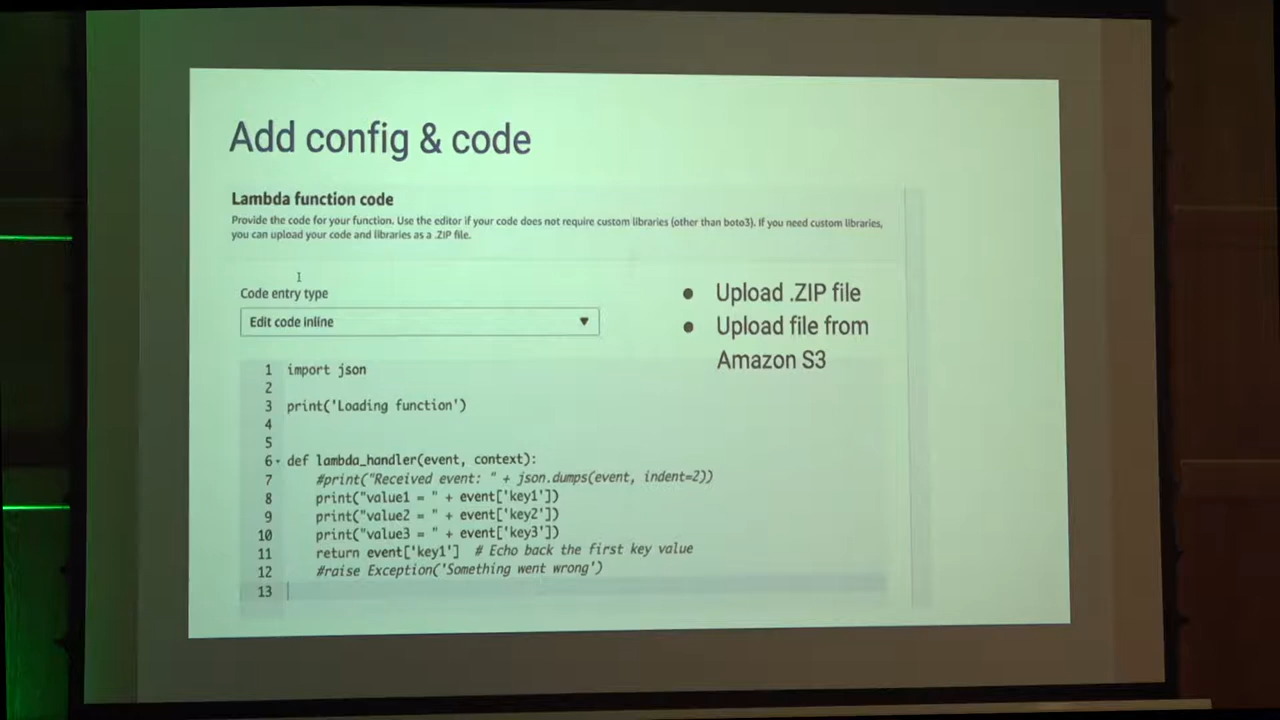 Add config & code
Lambda function code
Provide the code for your function. Use the editor if your code does not require custom libraries (other than boto3). If you need custom libraries,
you can upload your code and libraries as a .ZIP file.
Code entry type
Edit code inline
● Upload .ZIP file
● Upload file from
Amazon S3
1 import json
2
3 print('Loading function')
4
5
6 def lambda_handler(event, context):
7 #print("Received event: " + json.dumps(event, indent=2))
8 print("value1 = " + event['key1'])
9 print("value2 = " + event['key2'])
10 print("value3 = " + event['key3'])
11 return event['key1'] # Echo back the first key value
12 #raise Exception('Something went wrong')
13